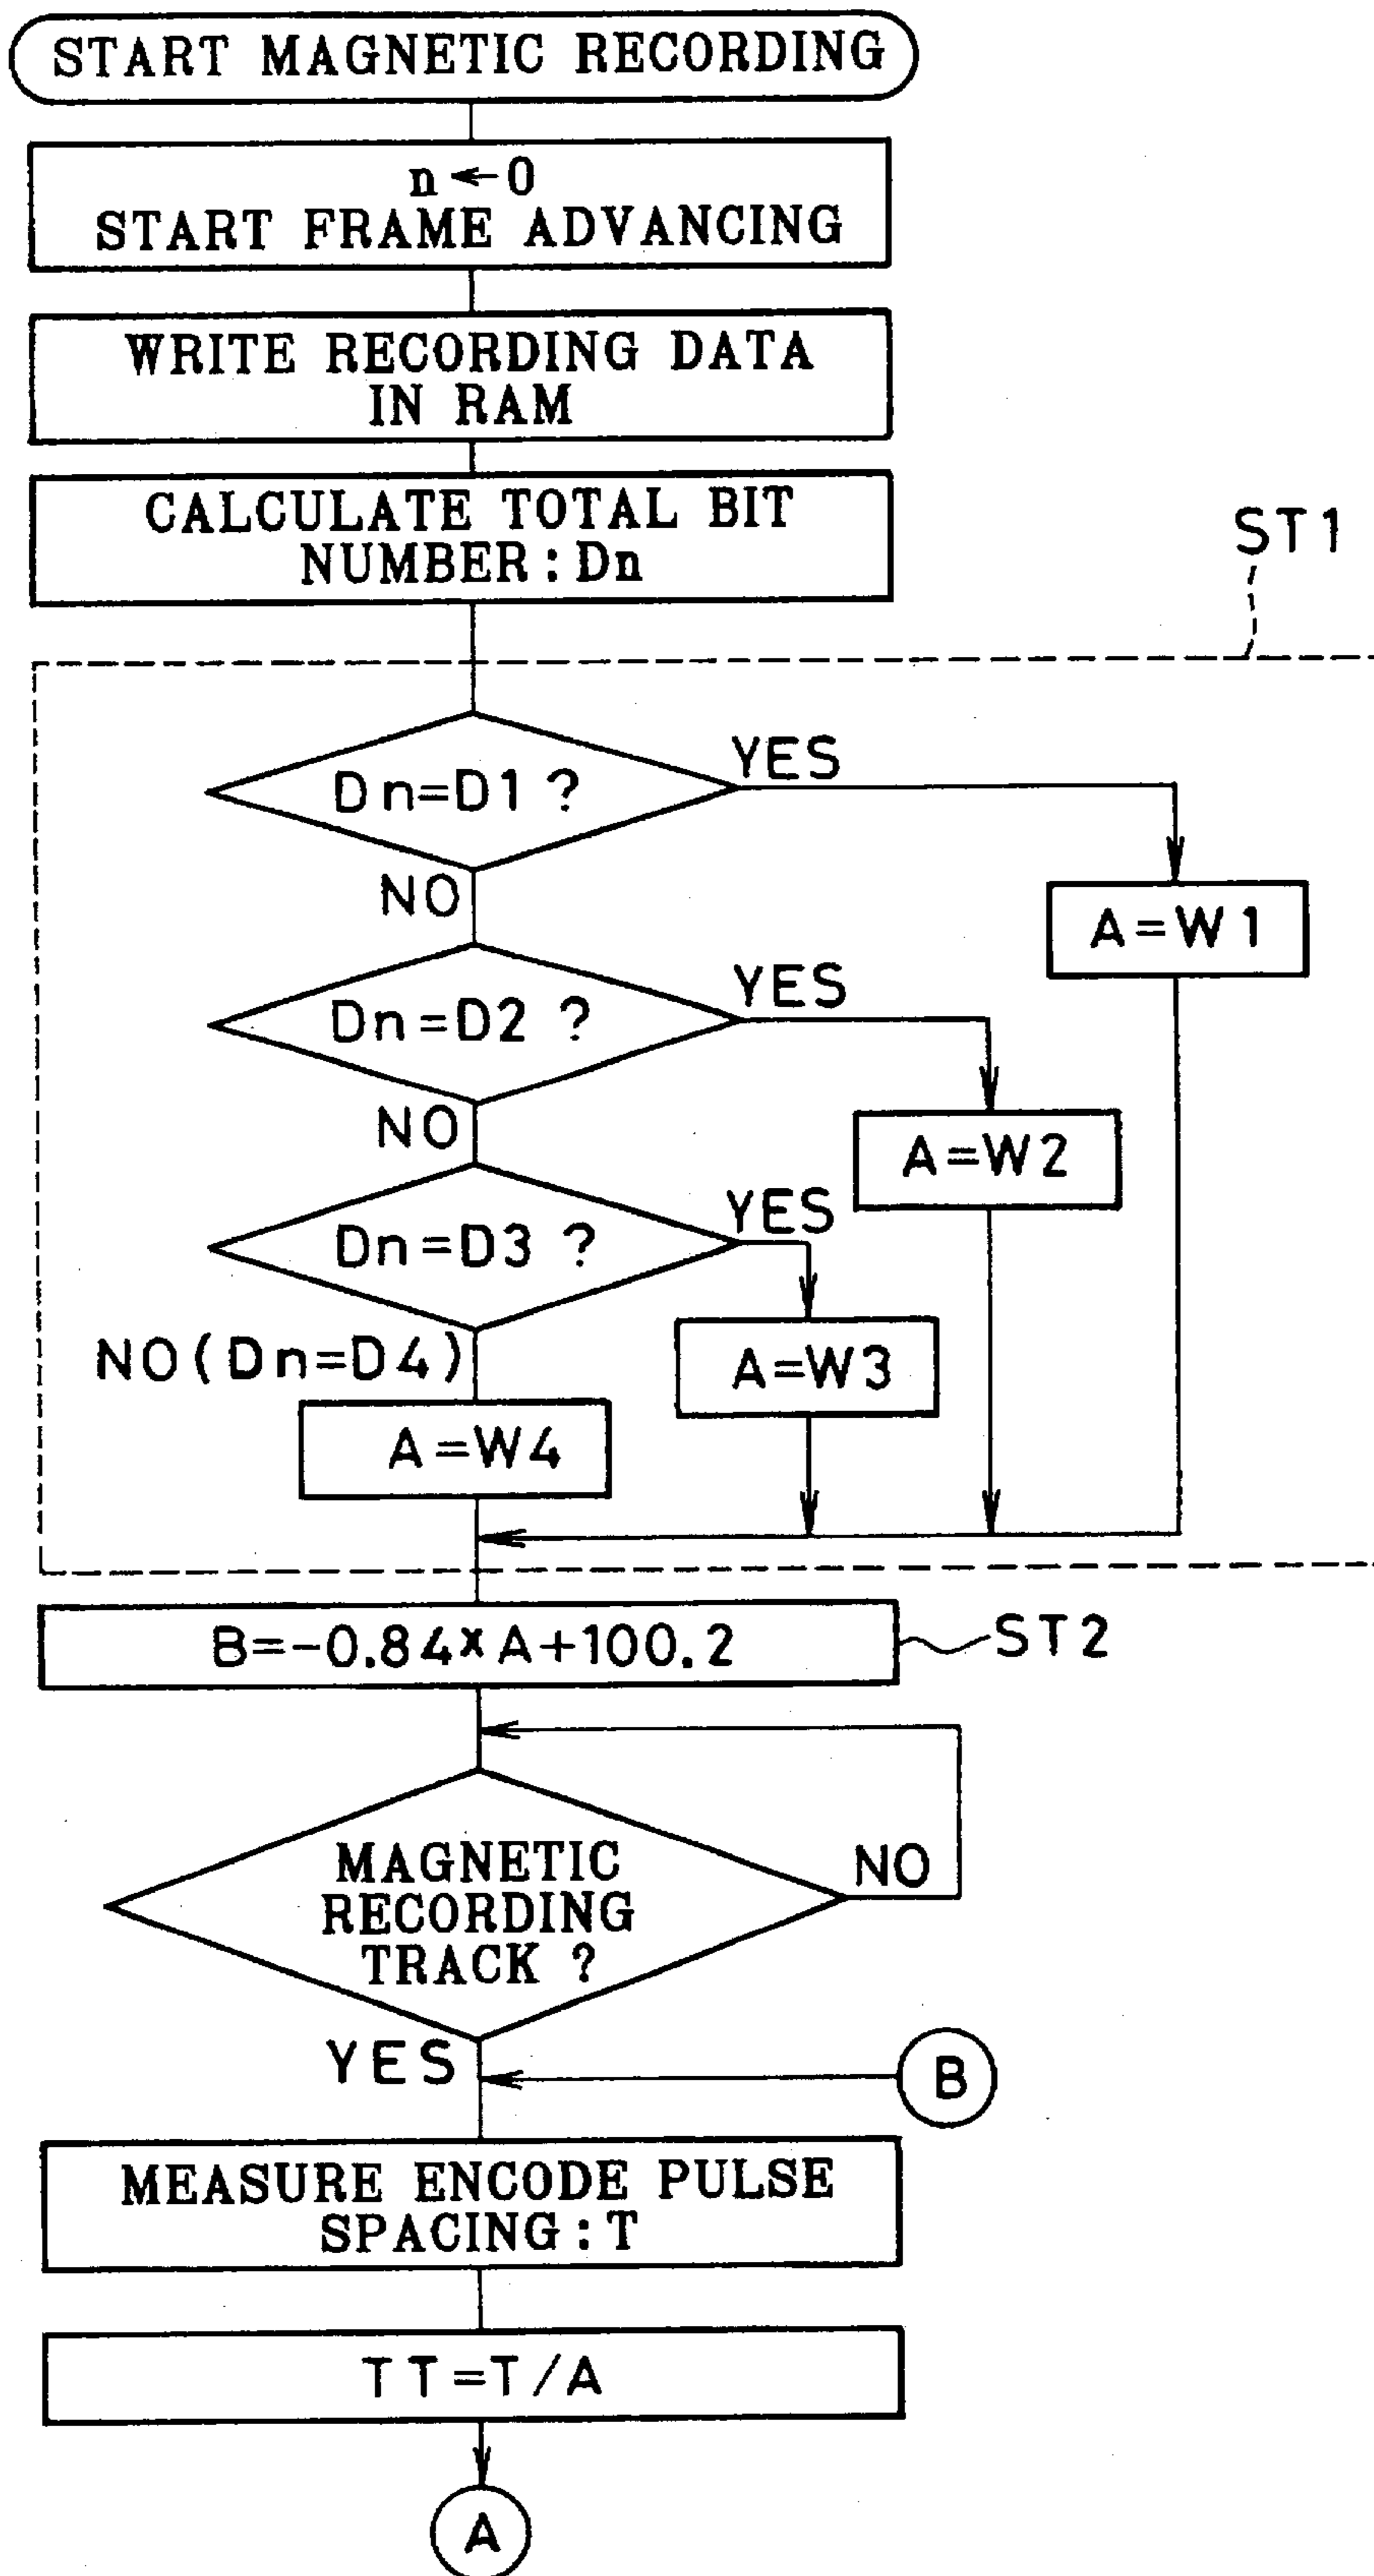 START MAGNETIC RECORDING
n←0
START FRAME ADVANCING
WRITE RECORDING DATA
IN RAM
CALCULATE TOTAL BIT
NUMBER : Dn
ST1
Dn=D1 ?
YES
NO
A=W1
Dn=D2 ?
YES
NO
A=W2
Dn=D3 ?
YES
NO(Dn=D4)
A=W3
A=W4
B=-0.84×A+100.2
ST2
MAGNETIC
RECORDING
TRACK ?
NO
YES
B
MEASURE ENCODE PULSE
SPACING : T
TT=T/A
A